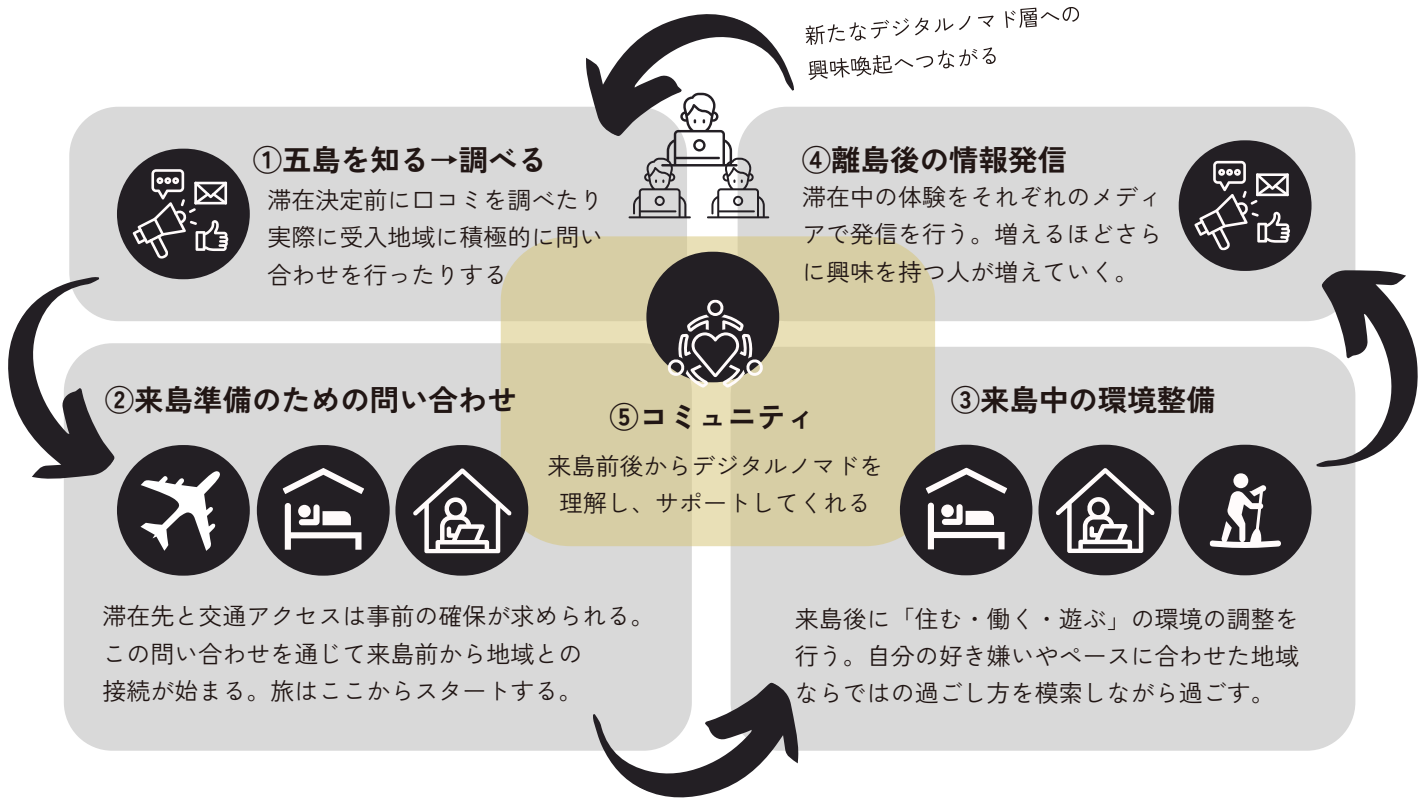 新たなデジタルノマド層への
興味喚起へつながる
①五島を知る→調べる
滞在決定前に口コミを調べたり
実際に受入地域に積極的に問い
合わせを行ったりする
②来島準備のための問い合わせ
滞在先と交通アクセスは事前の確保が求められる。
この問い合わせを通じて来島前から地域との
接続が始まる。旅はここからスタートする。
③来島中の環境整備
来島後に「住む・働く・遊ぶ」の環境の調整を
行う。自分の好き嫌いやペースに合わせた地域
ならではの過ごし方を模索しながら過ごす。
④離島後の情報発信
滞在中の体験をそれぞれのメディ
アで発信を行う。増えるほどさら
に興味を持つ人が増えていく。
⑤コミュニティ
来島前後からデジタルノマドを
理解し、サポートしてくれる